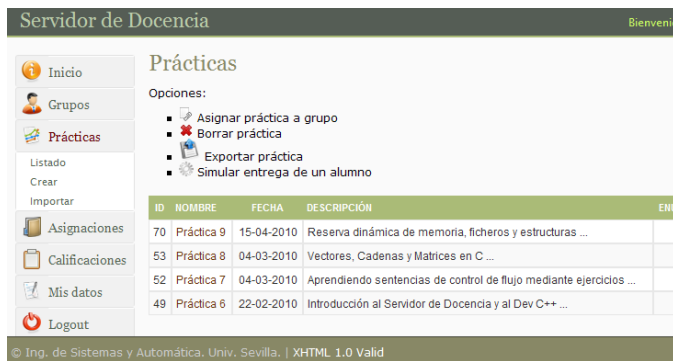 Servidor de Docencia
Inicio
Grupos
Prácticas
Listado
Crear
Importar
Asignaciones
Calificaciones
Mis datos
Logout
Prácticas
Opciones:
Asignar práctica a grupo
Borrar práctica
Exportar práctica
Simular entrega de un alumno
ID NOMBRE FECHA DESCRIPCIÓN
70 Práctica 9 15-04-2010 Reserva dinámica de memoria, ficheros y estructuras ...
53 Práctica 8 04-03-2010 Vectores, Cadenas y Matrices en C ...
52 Práctica 7 04-03-2010 Aprendiendo sentencias de control de flujo mediante ejercicios ...
49 Práctica 6 22-02-2010 Introducción al Servidor de Docencia y al Dev C++ ...
© Ing. de Sistemas y Automática. Univ. Sevilla. | XHTML 1.0 Valid